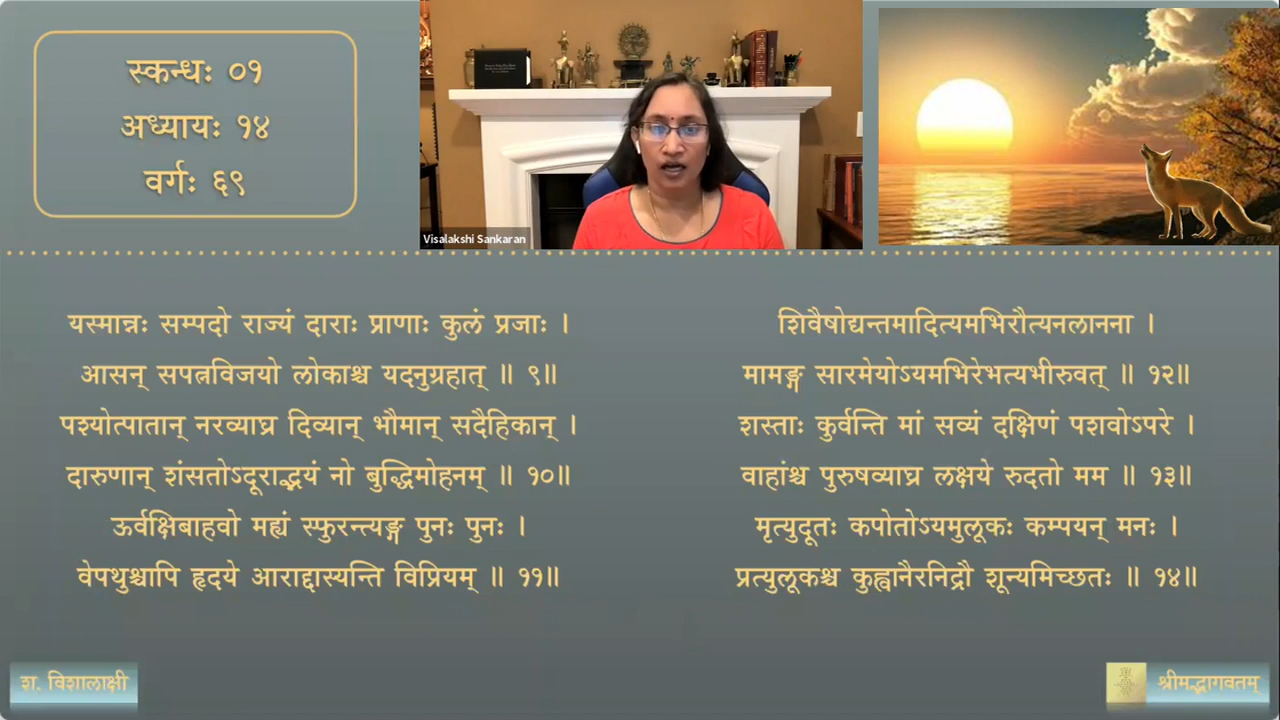 स्कन्धः ०१
अध्यायः १४
वर्गः ६९
Visalakshi Sankaran
यस्मान्नः सम्पदो राज्यं दाराः प्राणाः कुलं प्रजाः ।
आसन् सपत्नविजयो लोकाश्च यदनुग्रहात् ॥ ९॥
पश्योत्पातान् नरव्याघ्र दिव्यान् भौमान् सदैहिकान् ।
दारुणान् शंसतोऽदूराद्भयं नो बुद्धिमोहनम् ॥ १०॥
ऊर्वक्षिबाहवो मह्यं स्फुरन्त्यङ्ग पुनः पुनः ।
वेपथुश्चापि हृदये आराद्दास्यन्ति विप्रियम् ॥ ११॥
शिवैषोद्यन्तमादित्यमभिरौत्यनलानना ।
मामङ्ग सारमेयोऽयमभिरेभत्यभीरुवत् ॥ १२॥
शस्ताः कुर्वन्ति मां सव्यं दक्षिणं पशवोऽपरे ।
वाहांश्च पुरुषव्याघ्र लक्षये रुदतो मम ॥ १३॥
मृत्युदूतः कपोतोऽयमुलूकः कम्पयन् मनः ।
प्रत्युलूकश्च कुह्वानैरनिद्रौ शून्यमिच्छतः ॥ १४॥
श. विशालाक्षी
श्रीमद्भागवतम्